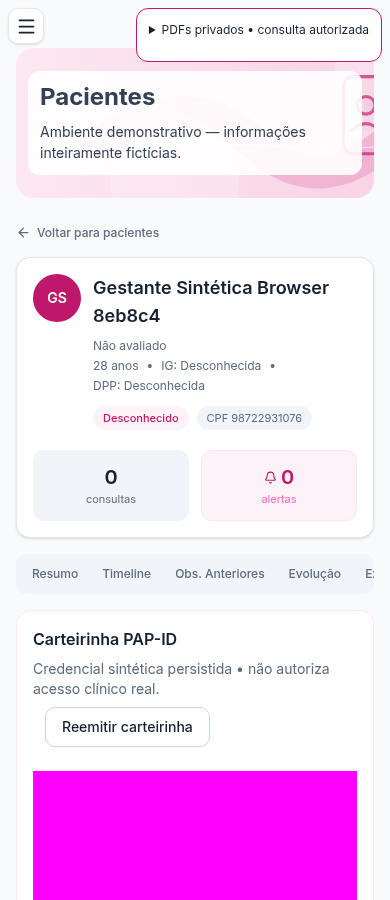 ▶ PDFs privados • consulta autorizada
Pacientes
Ambiente demonstrativo — informações
inteiramente fictícias.
← Voltar para pacientes
GS
Gestante Sintética Browser
8eb8c4
Não avaliado
28 anos • IG: Desconhecida •
DPP: Desconhecida
Desconhecido CPF 98722931076
0
consultas
0
alertas
Resumo Timeline Obs. Anteriores Evolução
Carteirinha PAP-ID
Credencial sintética persistida • não autoriza
acesso clínico real.
Reemitir carteirinha